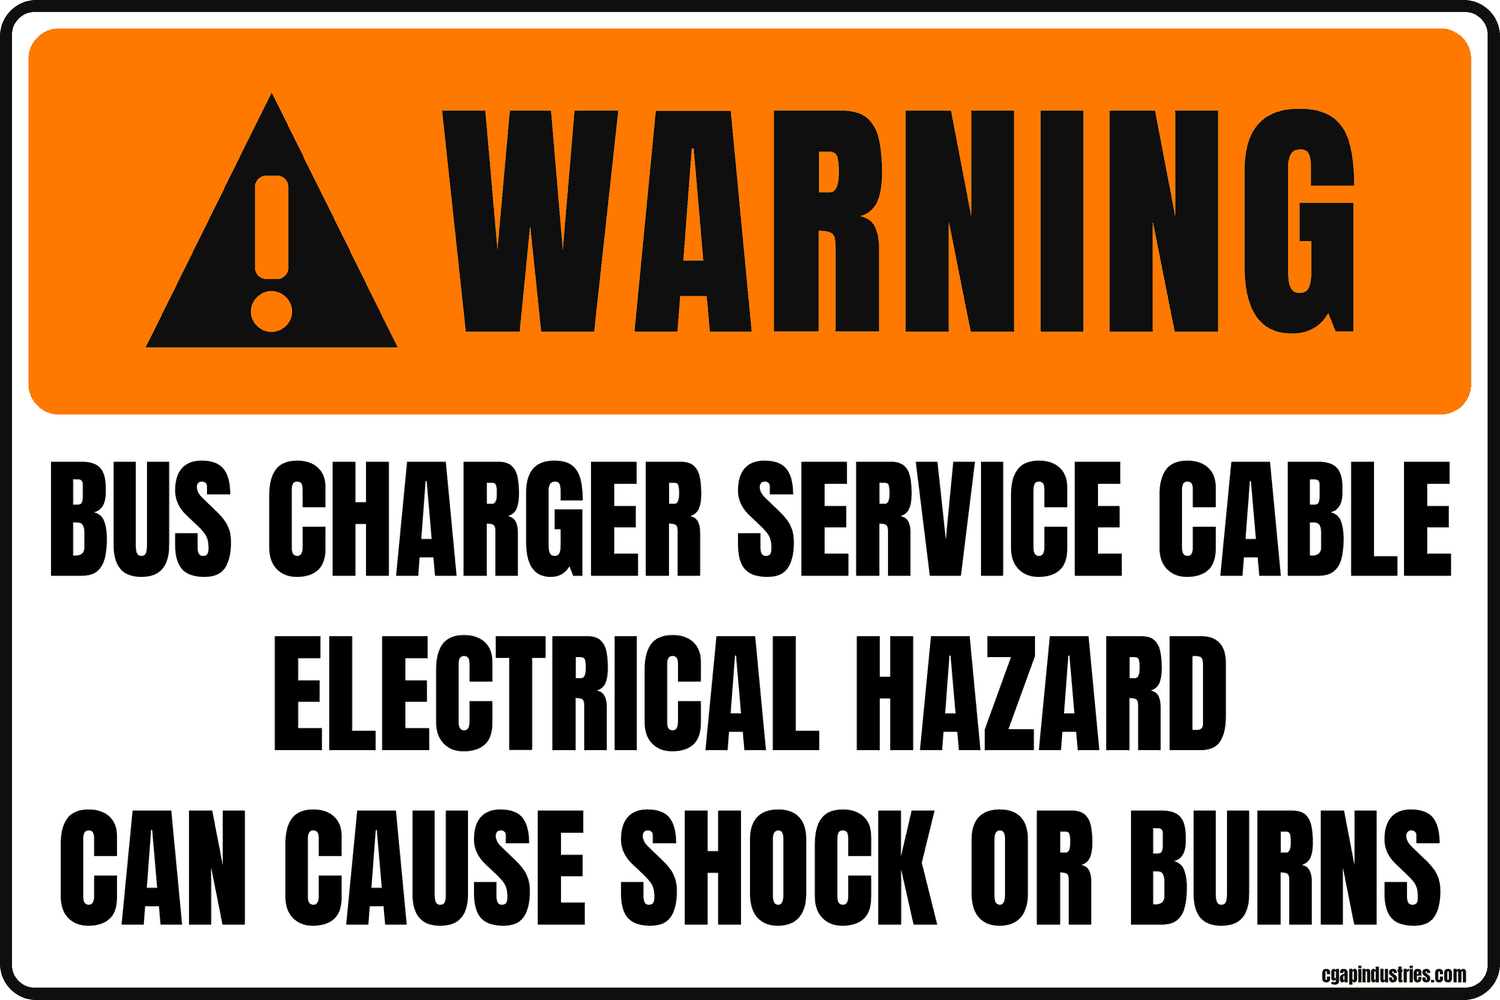 WARNING
BUS CHARGER SERVICE CABLE
ELECTRICAL HAZARD
CAN CAUSE SHOCK OR BURNS
cgapindustries.com